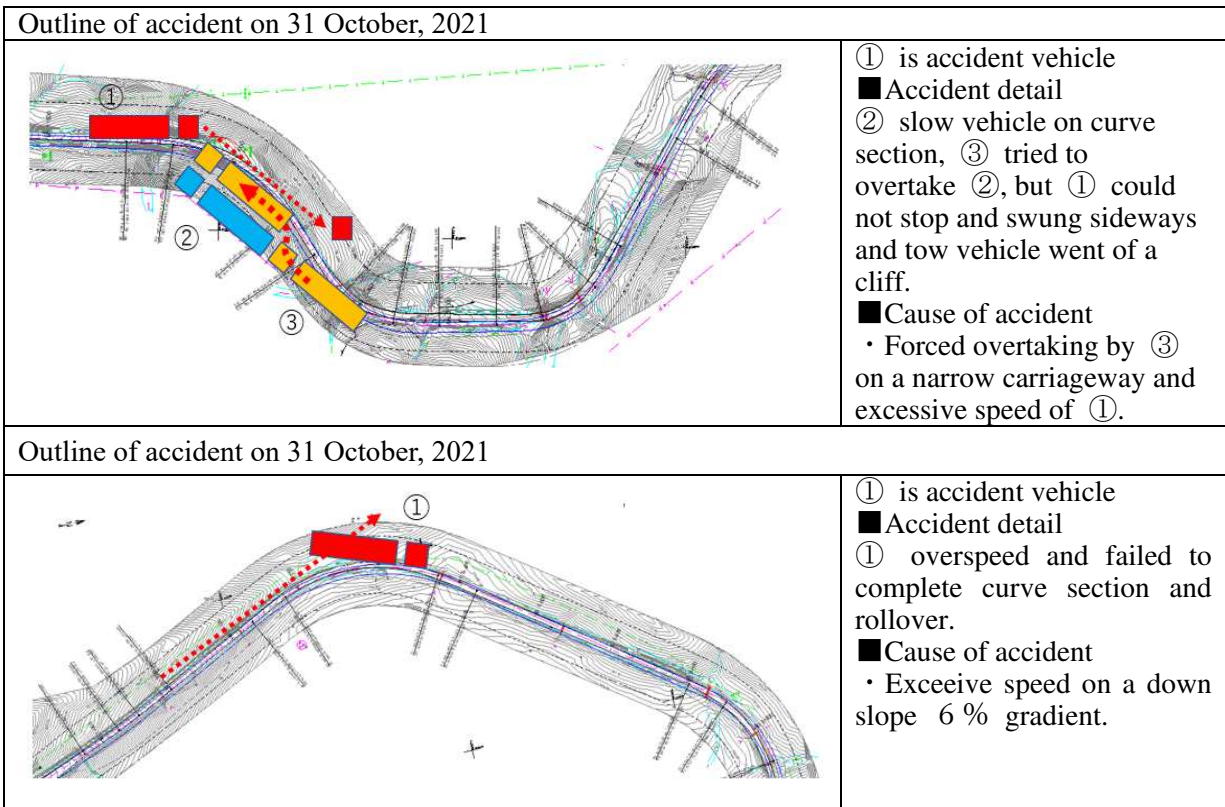 Outline of accident on 31 October, 2021
①
②
③
① is accident vehicle
■Accident detail
② slow vehicle on curve
section, ③ tried to
overtake ②, but ① could
not stop and swung sideways
and tow vehicle went of a
cliff.
■Cause of accident
・Forced overtaking by ③
on a narrow carriageway and
excessive speed of ①.
Outline of accident on 31 October, 2021
①
① is accident vehicle
■Accident detail
① overspeed and failed to
complete curve section and
rollover.
■Cause of accident
・Exceeive speed on a down
slope ６% gradient.